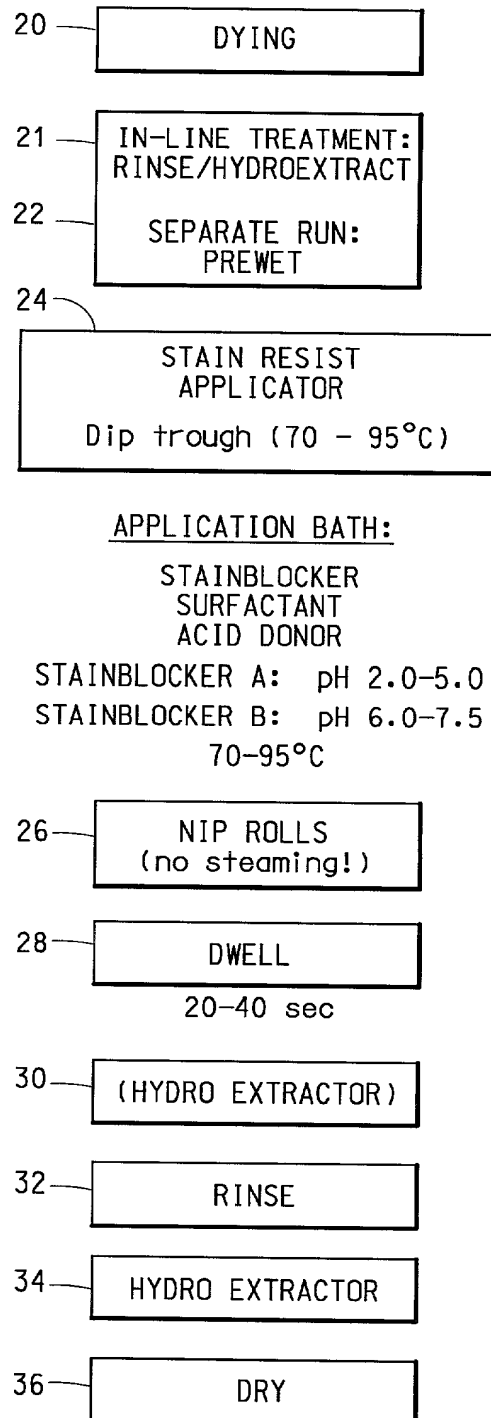 20 DYING
21 IN-LINE TREATMENT:
RINSE/HYDROEXTRACT
22 SEPARATE RUN:
PREWET
24
STAIN RESIST
APPLICATOR
Dip trough (70 - 95°C)
APPLICATION BATH:
STAINBLOCKER
SURFACTANT
ACID DONOR
STAINBLOCKER A: pH 2.0-5.0
STAINBLOCKER B: pH 6.0-7.5
70-95°C
26 NIP ROLLS
(no steaming!)
28 DWELL
20-40 sec
30 (HYDRO EXTRACTOR)
32 RINSE
34 HYDRO EXTRACTOR
36 DRY